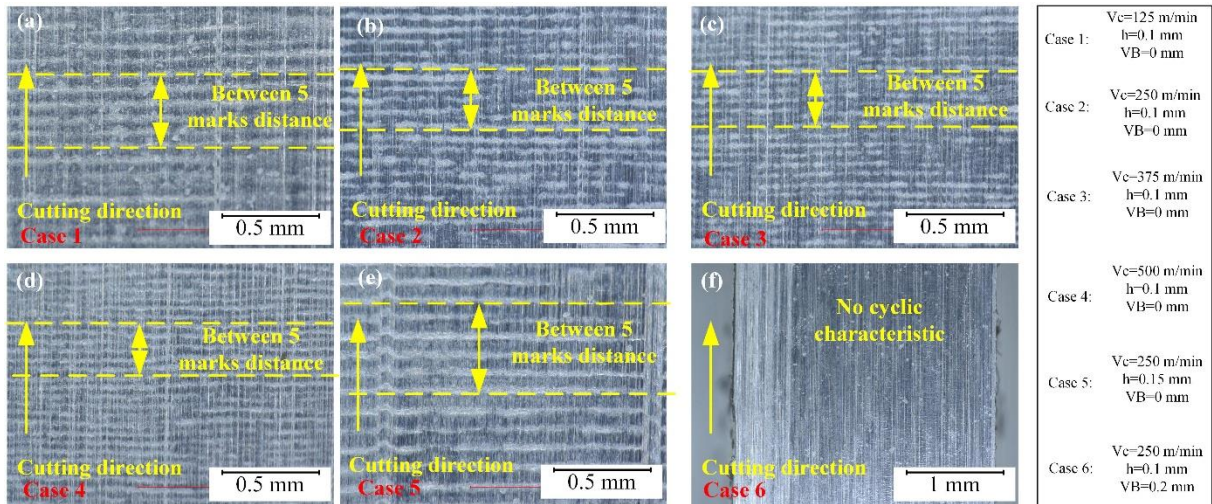 (a)
Between 5
marks distance
Cutting direction
Case 1
0.5 mm
(b)
Between 5
marks distance
Cutting direction
Case 2
0.5 mm
(c)
Between 5
marks distance
Cutting direction
Case 3
0.5 mm
(d)
Between 5
marks distance
Cutting direction
Case 4
0.5 mm
(e)
Between 5
marks distance
Cutting direction
Case 5
0.5 mm
(f)
No cyclic
characteristic
Cutting direction
Case 6
1 mm
Vc=125 m/min
Case 1: h=0.1 mm
VB=0 mm
Vc=250 m/min
Case 2: h=0.1 mm
VB=0 mm
Vc=375 m/min
Case 3: h=0.1 mm
VB=0 mm
Vc=500 m/min
Case 4: h=0.1 mm
VB=0 mm
Vc=250 m/min
Case 5: h=0.15 mm
VB=0 mm
Vc=250 m/min
Case 6: h=0.1 mm
VB=0.2 mm